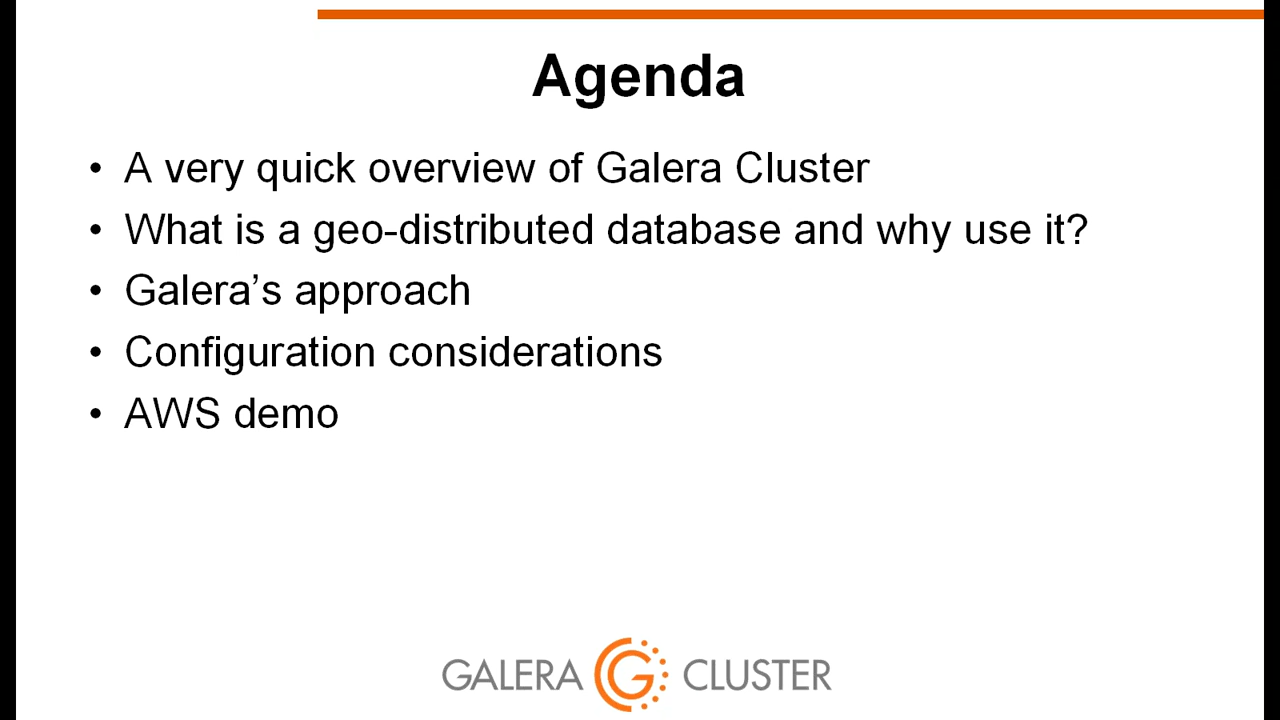 Agenda
• A very quick overview of Galera Cluster
• What is a geo-distributed database and why use it?
• Galera’s approach
• Configuration considerations
• AWS demo
GALERA G CLUSTER